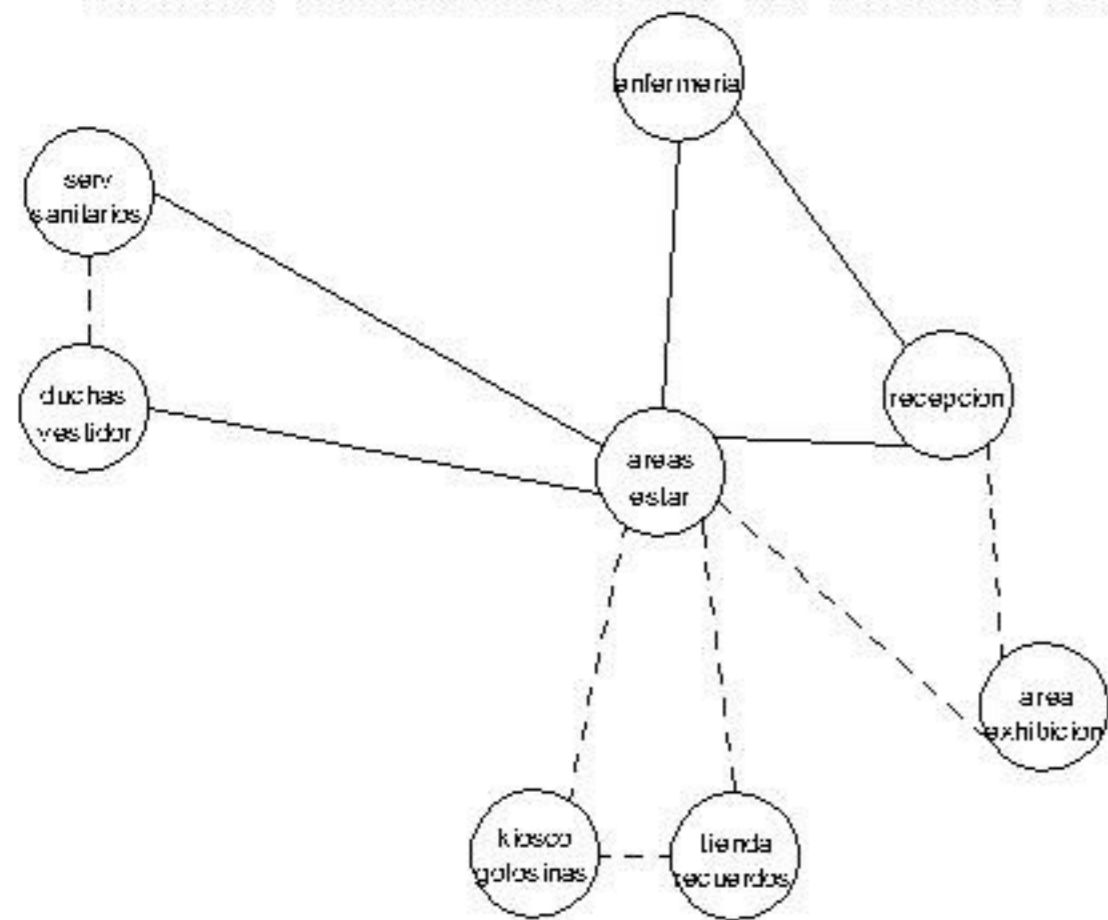 enfermeria
serv
sanitarios
duchas
vestidor
recepcion
areas
estar
area
exhibicion
kiosco
golosinas
tienda
recuerdos